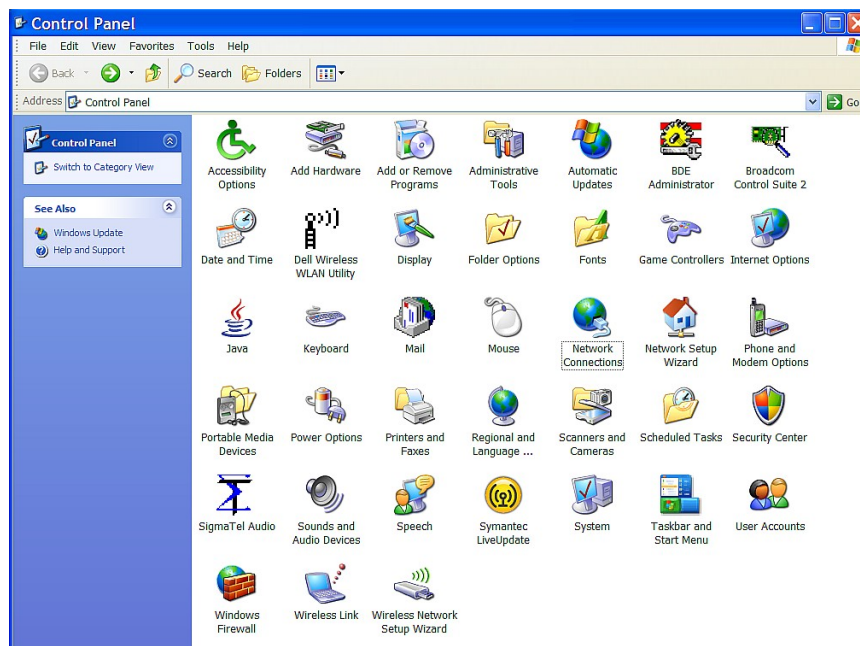 Control Panel
File Edit View Favorites Tools Help
Back Search Folders
Address Control Panel Go
Control Panel
Switch to Category View
See Also
Windows Update
Help and Support
Accessibility Options
Add Hardware
Add or Remove Programs
Administrative Tools
Automatic Updates
BDE Administrator
Broadcom Control Suite 2
Date and Time
Dell Wireless WLAN Utility
Display
Folder Options
Fonts
Game Controllers
Internet Options
Java
Keyboard
Mail
Mouse
Network Connections
Network Setup Wizard
Phone and Modem Options
Portable Media Devices
Power Options
Printers and Faxes
Regional and Language ...
Scanners and Cameras
Scheduled Tasks
Security Center
SigmaTel Audio
Sounds and Audio Devices
Speech
Symantec LiveUpdate
System
Taskbar and Start Menu
User Accounts
Windows Firewall
Wireless Link
Wireless Network Setup Wizard